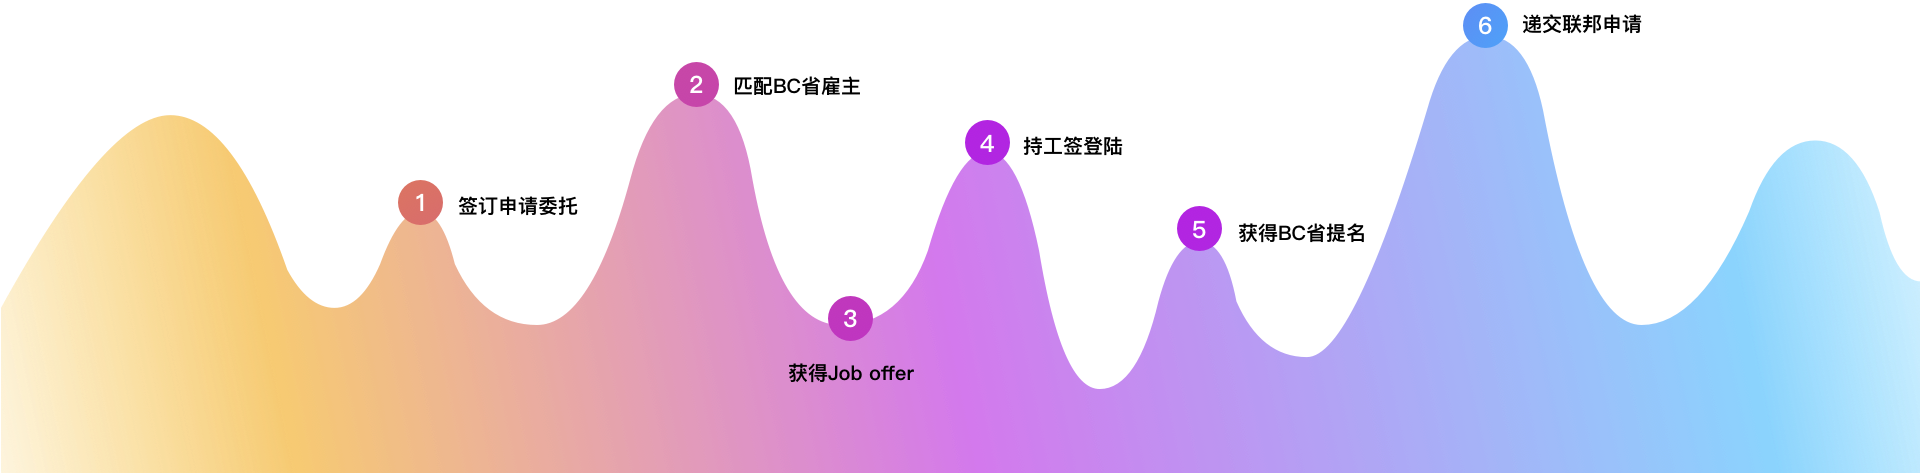 1 签订申请委托
2 匹配BC省雇主
3
获得Job offer
4 持工签登陆
5 获得BC省提名
6 递交联邦申请